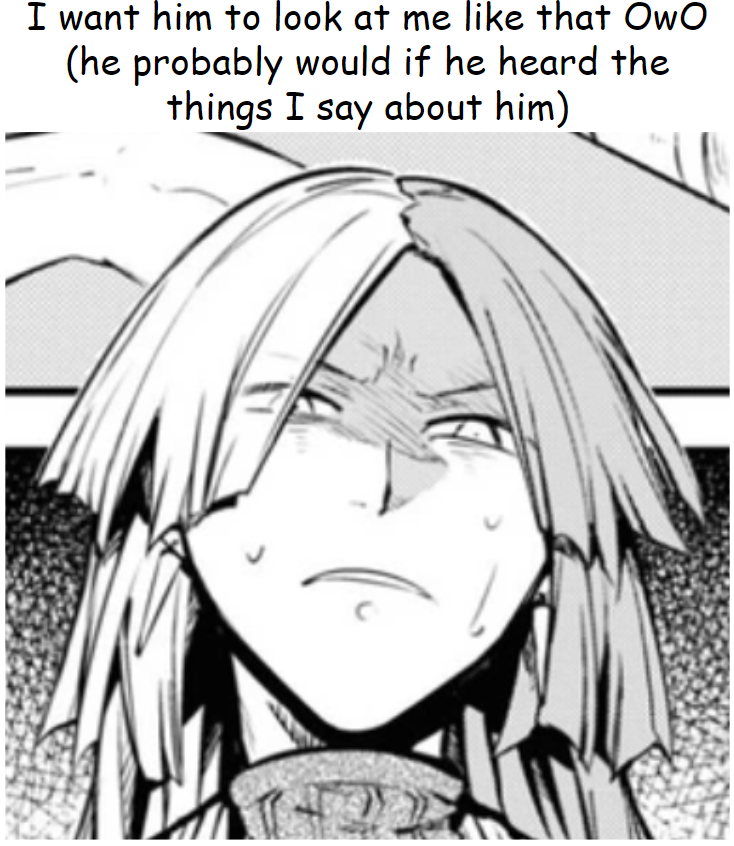 I want him to look at me like that OwO
(he probably would if he heard the
things I say about him)